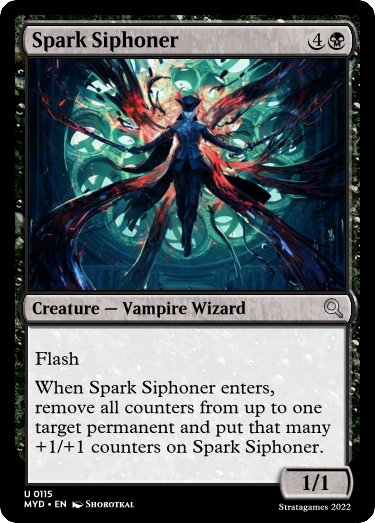 Spark Siphoner 4
Creature — Vampire Wizard
Flash
When Spark Siphoner enters,
remove all counters from up to one
target permanent and put that many
+1/+1 counters on Spark Siphoner.
1/1
U 0115
MYD • EN Shorotkal
Stratagames 2022